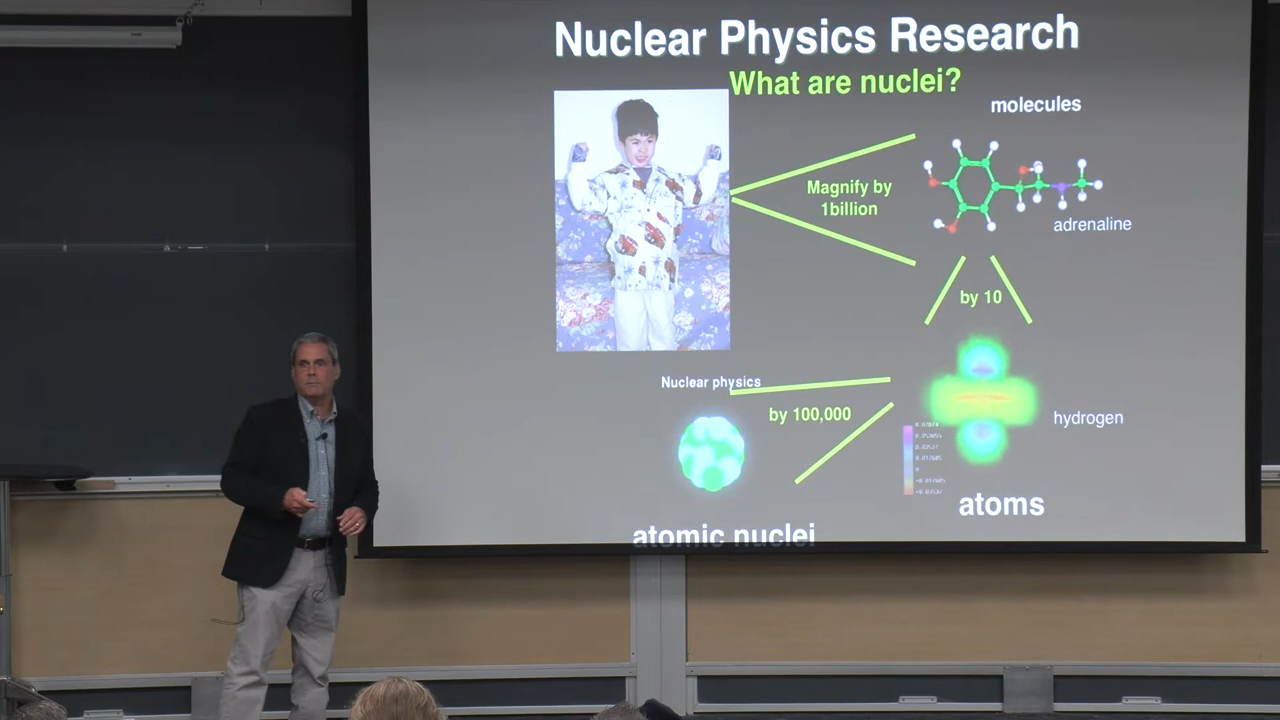 Nuclear Physics Research
What are nuclei?
molecules
Magnify by
1billion
adrenaline
by 10
Nuclear physics
by 100,000
hydrogen
atoms
atomic nuclei